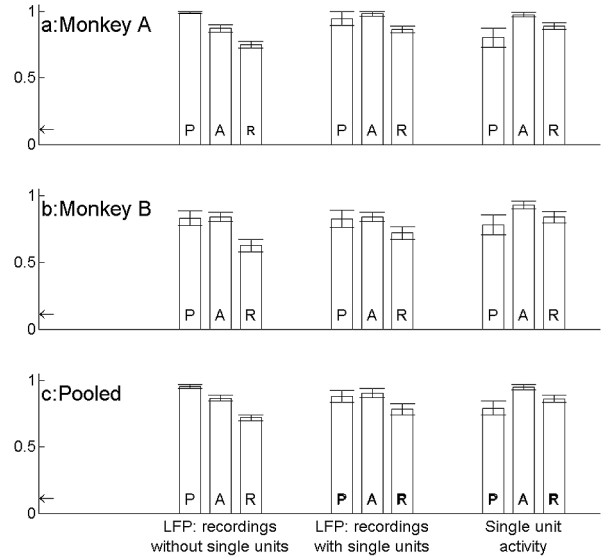 1
a:Monkey A
0.5
P A R P A R P A R
←
0
1
b:Monkey B
0.5
P A R P A R P A R
←
0
1
c:Pooled
0.5
P A R P A R P A R
←
0
LFP: recordings LFP: recordings Single unit
without single units with single units activity